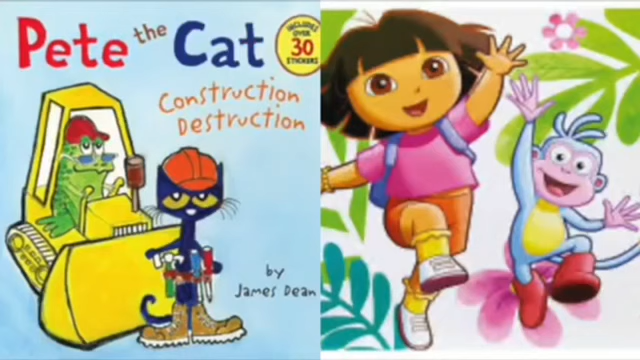 Pete the Cat
INCLUDES
OVER
30
STICKERS
Construction
Destruction
by
James Dean